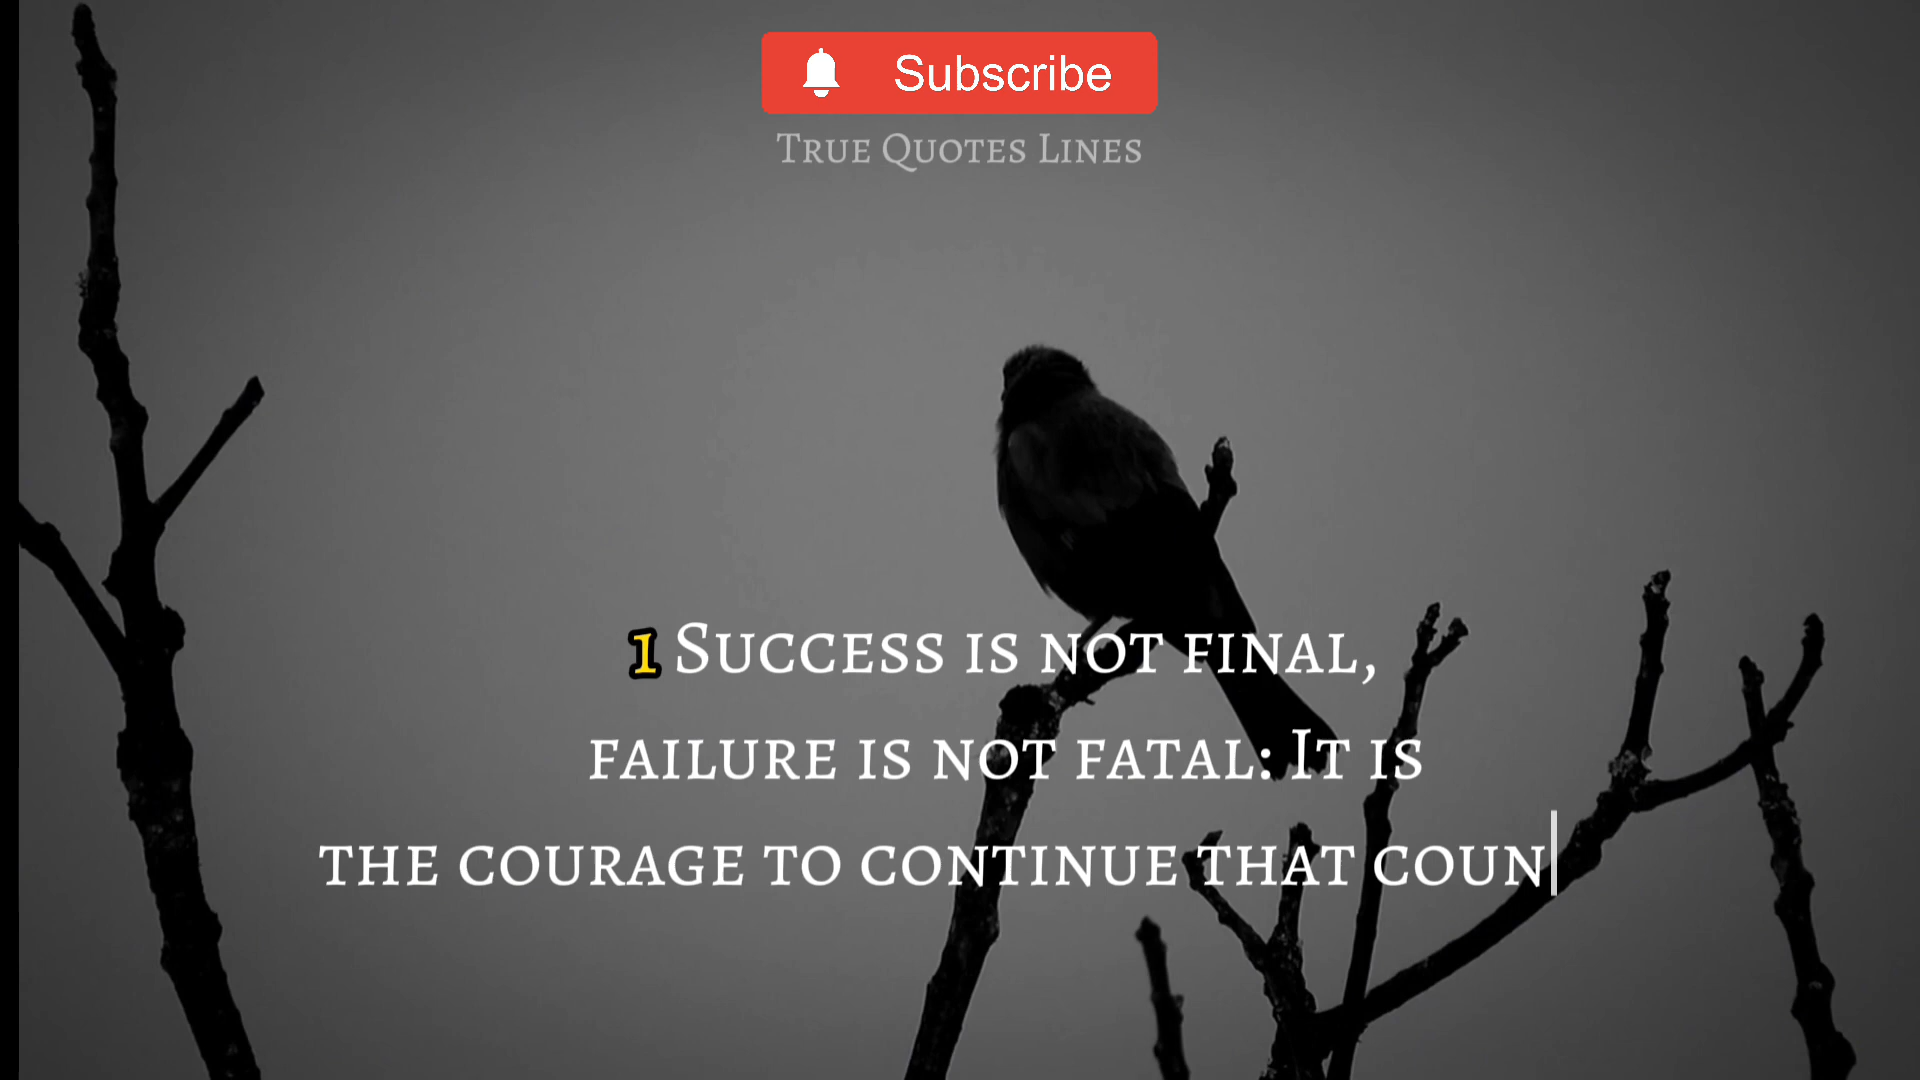 Subscribe
True Quotes Lines
1 Success is not final,
failure is not fatal: It is
the courage to continue that coun